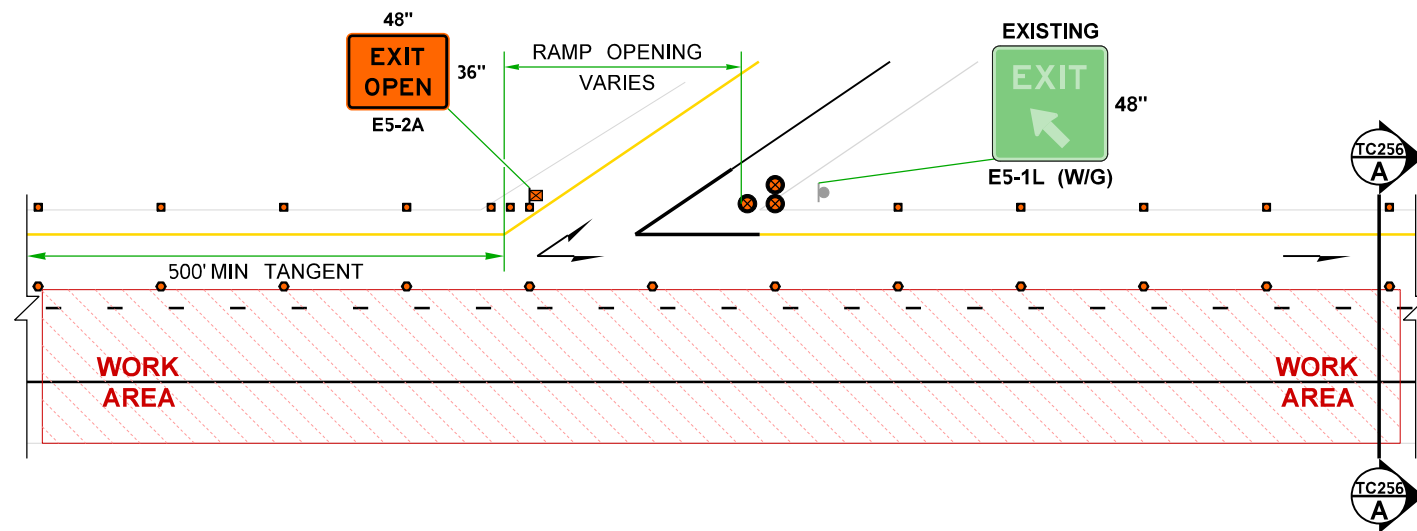 48"
EXIT
OPEN
36"
E5-2A
RAMP OPENING
VARIES
EXISTING
EXIT
48"
E5-1L (W/G)
TC256
A
500' MIN TANGENT
WORK
AREA
WORK
AREA
TC256
A